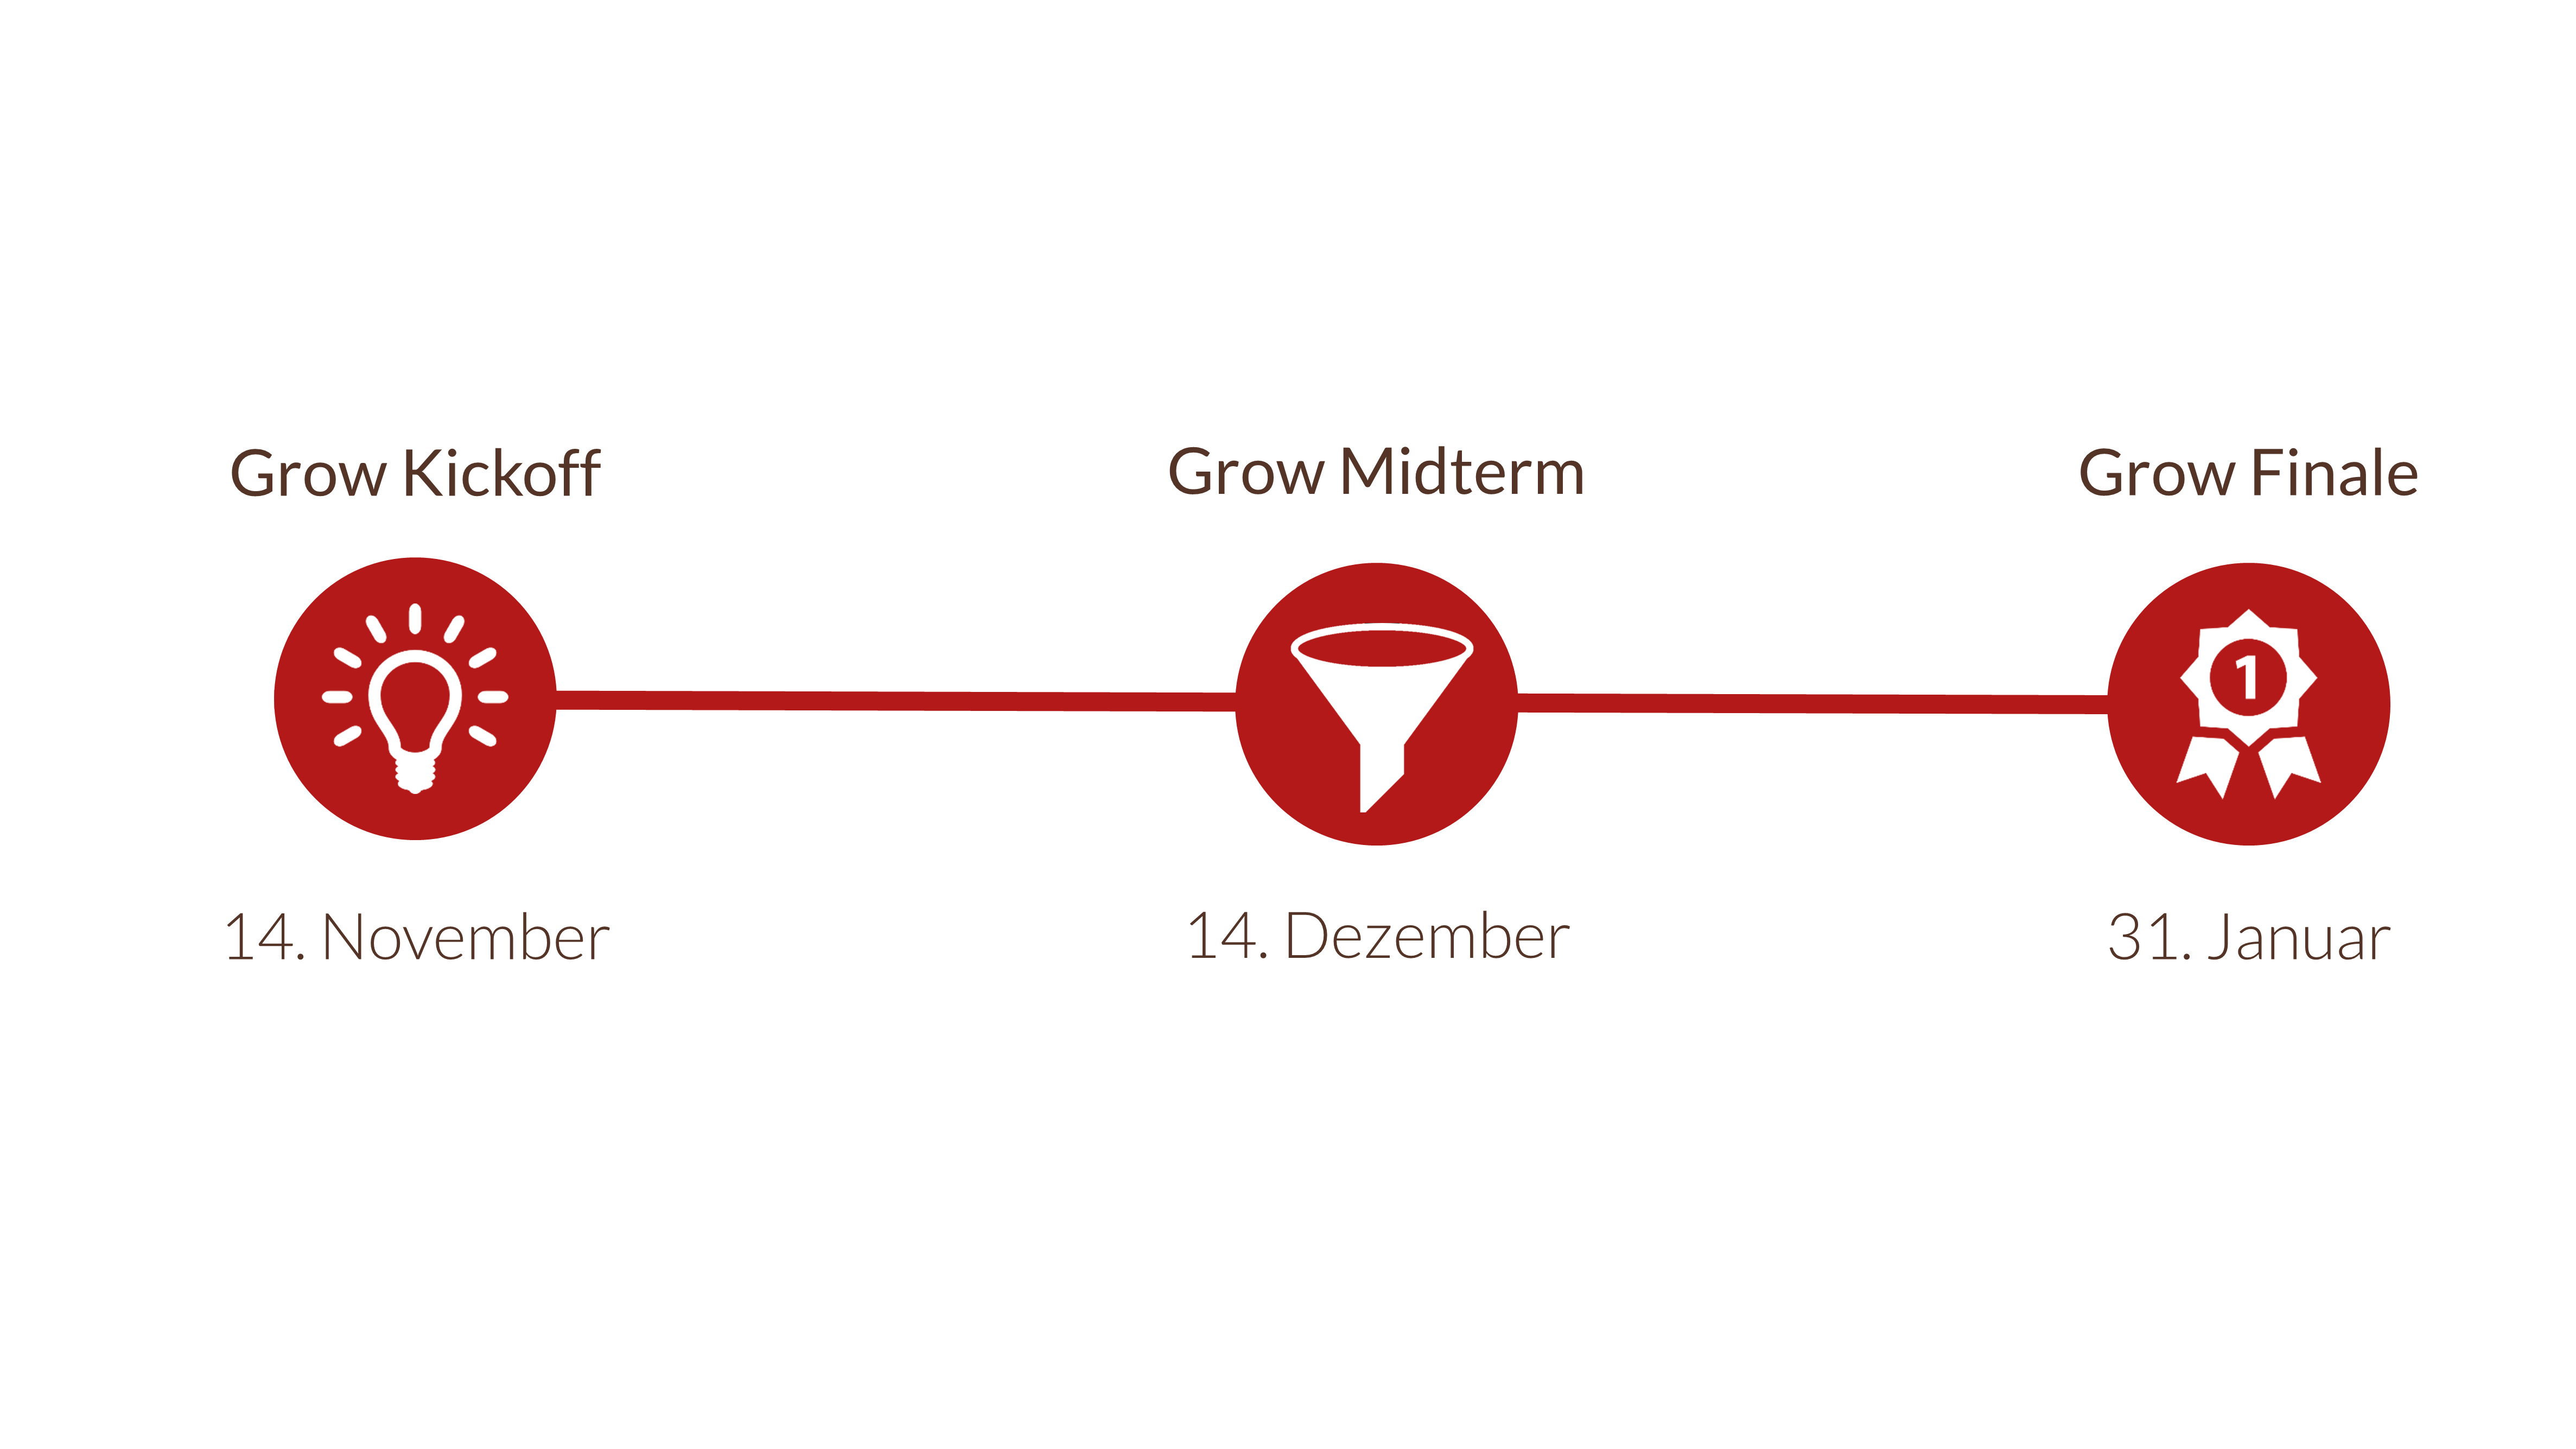 Grow Kickoff
Grow Midterm
Grow Finale
1
14. November
14. Dezember
31. Januar